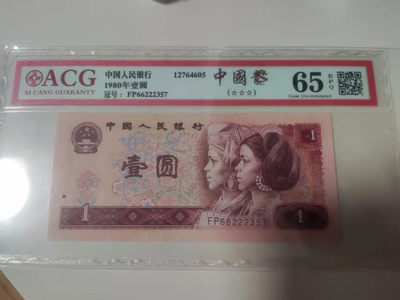 ACG
AI CANG GUARANTY
中国人民银行 12764605
1980年壹圆
冠号：FP66222357
中國龍
(☆☆☆)
65 EPQ
Gem Uncirculated
中国人民银行
1
壹圆
FP66222357
1
1